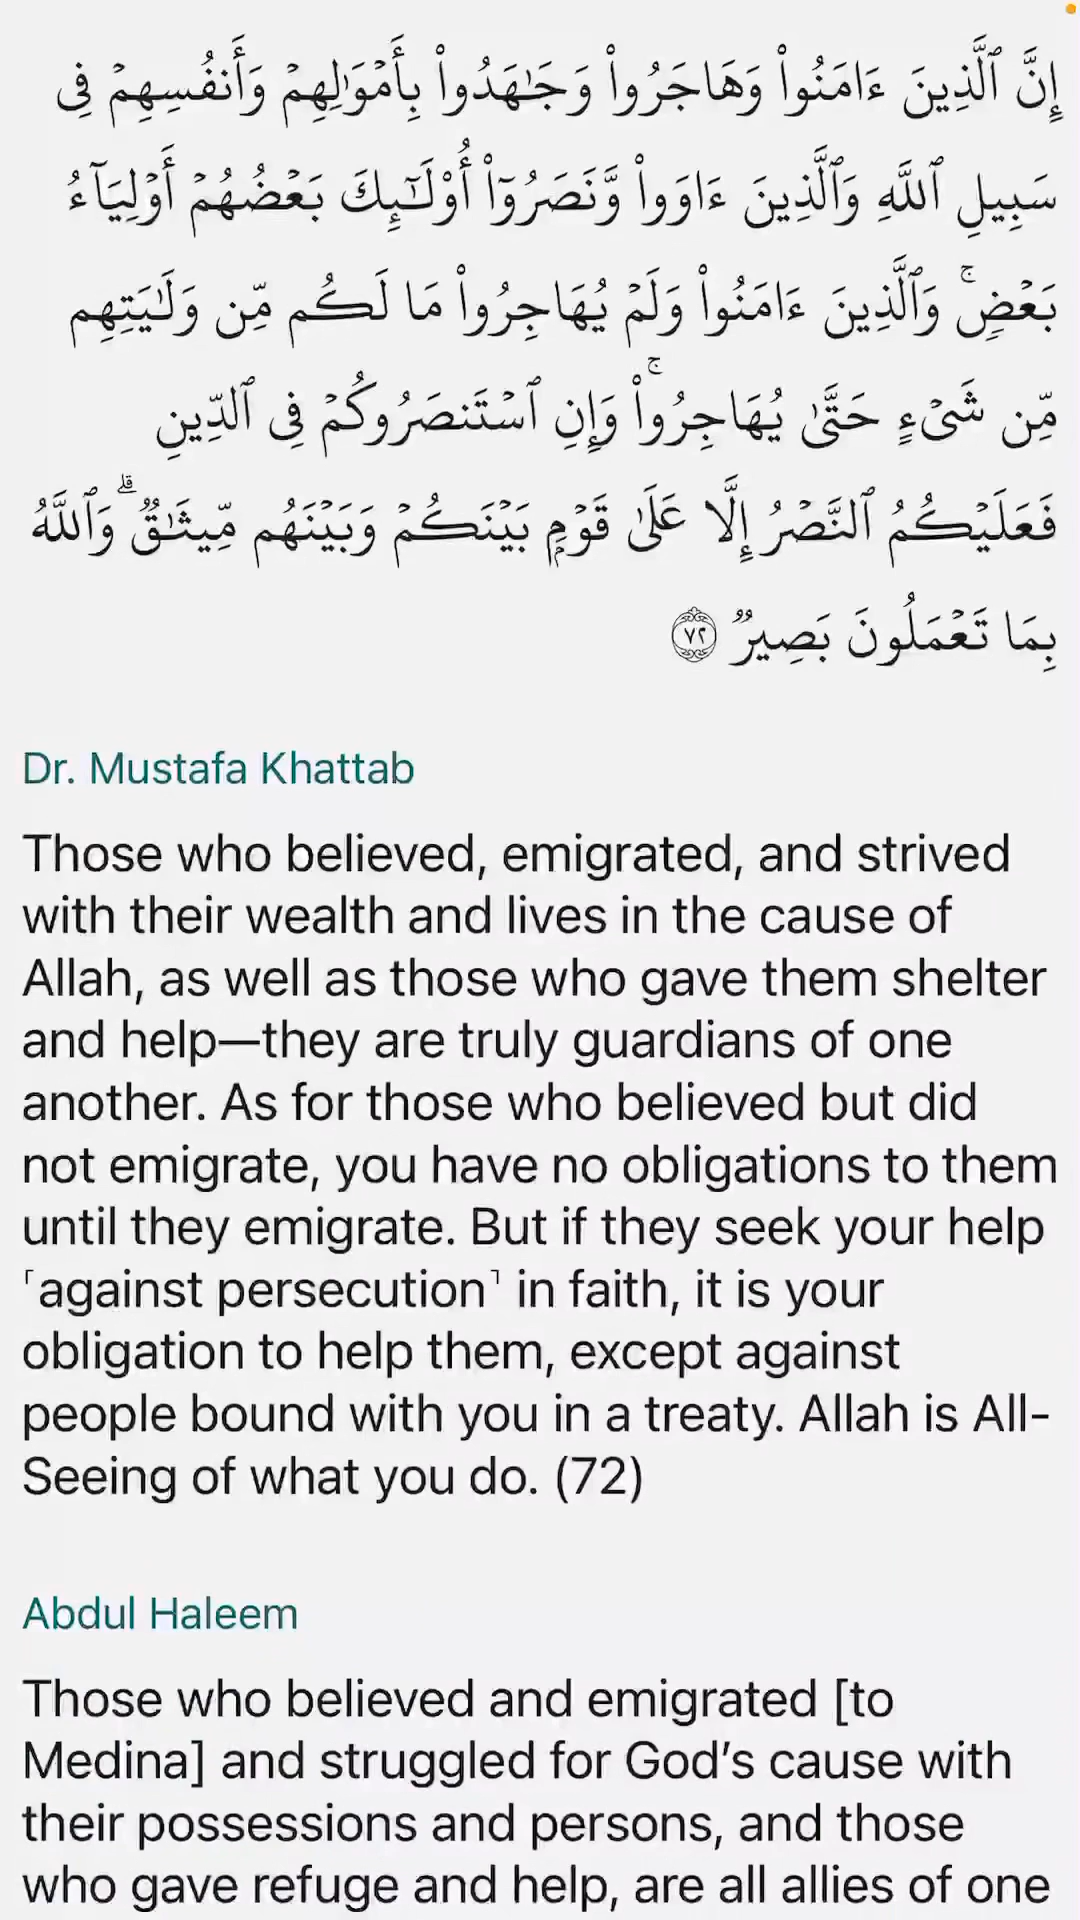 إِنَّ ٱلَّذِينَ ءَامَنُوا۟ وَهَاجَرُوا۟ وَجَـٰهَدُوا۟ بِأَمْوَٰلِهِمْ وَأَنفُسِهِمْ فِى
سَبِيلِ ٱللَّهِ وَٱلَّذِينَ ءَاوَوا۟ وَّنَصَرُوٓا۟ أُو۟لَـٰٓئِكَ بَعْضُهُمْ أَوْلِيَآءُ
بَعْضٍ ۚ وَٱلَّذِينَ ءَامَنُوا۟ وَلَمْ يُهَاجِرُوا۟ مَا لَكُم مِّن وَلَـٰيَتِهِم
مِّن شَىْءٍ حَتَّىٰ يُهَاجِرُوا۟ ۚ وَإِنِ ٱسْتَنصَرُوكُمْ فِى ٱلدِّينِ
فَعَلَيْكُمُ ٱلنَّصْرُ إِلَّا عَلَىٰ قَوْمٍۭ بَيْنَكُمْ وَبَيْنَهُم مِّيثَـٰقٌ ۗ وَٱللَّهُ
بِمَا تَعْمَلُونَ بَصِيرٌ ٧٢
Dr. Mustafa Khattab
Those who believed, emigrated, and strived
with their wealth and lives in the cause of
Allah, as well as those who gave them shelter
and help—they are truly guardians of one
another. As for those who believed but did
not emigrate, you have no obligations to them
until they emigrate. But if they seek your help
˹against persecution˺ in faith, it is your
obligation to help them, except against
people bound with you in a treaty. Allah is All-
Seeing of what you do. (72)
Abdul Haleem
Those who believed and emigrated [to
Medina] and struggled for God’s cause with
their possessions and persons, and those
who gave refuge and help, are all allies of one